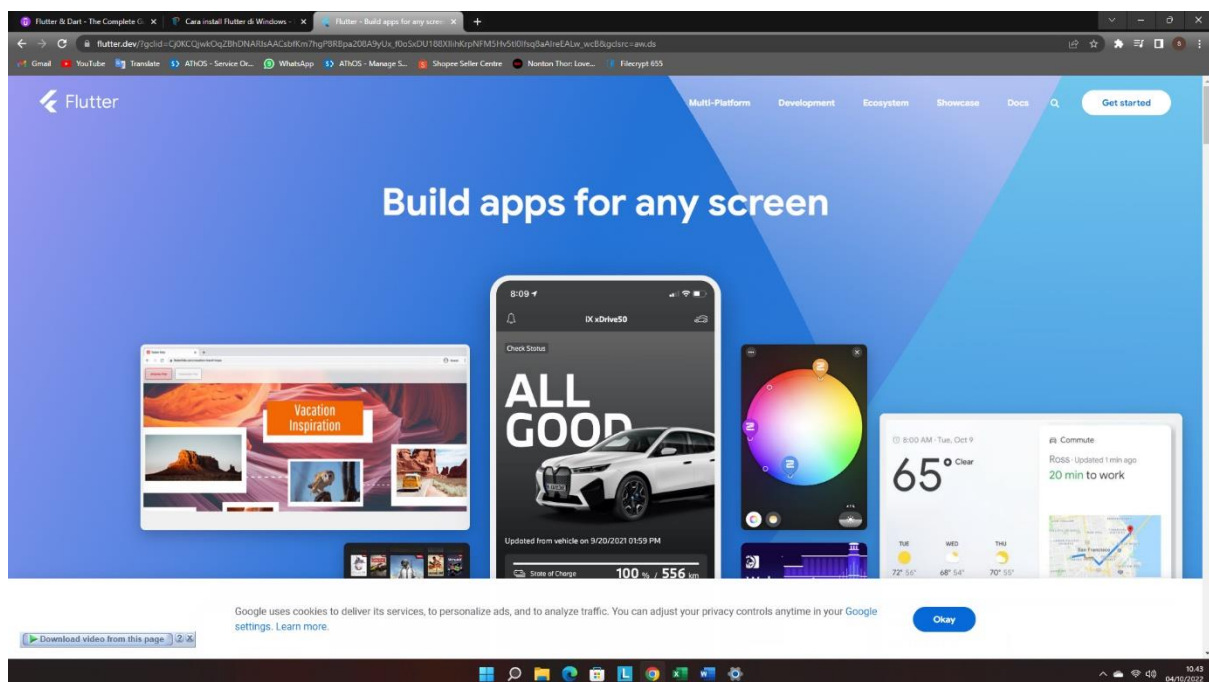 Flutter & Dart - The Complete G
Cara install Flutter di Windows -
Flutter - Build apps for any scree
flutter.dev/?gclid=
Gmail
YouTube
Translate
AThOS - Service Or...
WhatsApp
AThOS - Manage S...
Shopee Seller Centre
Nonton Thor: Love...
Filecrypt 655
Flutter
Multi-Platform
Development
Ecosystem
Showcase
Docs
Get started
Build apps for any screen
8:09
iX xDrive50
Check Status
ALL
GOOD
Updated from vehicle on 9/20/2021 01:59 PM
State of Charge
100 % / 556 km
Vacation
Inspiration
8:00 AM · Tue, Oct 9
65° Clear
TUE
WED
THU
72° 56°
68° 54°
70° 55°
Commute
Ross · Updated 1 min ago
20 min to work
San Francisco
Google uses cookies to deliver its services, to personalize ads, and to analyze traffic. You can adjust your privacy controls anytime in your Google
settings. Learn more.
Okay
Download video from this page
10.43
04/10/2022